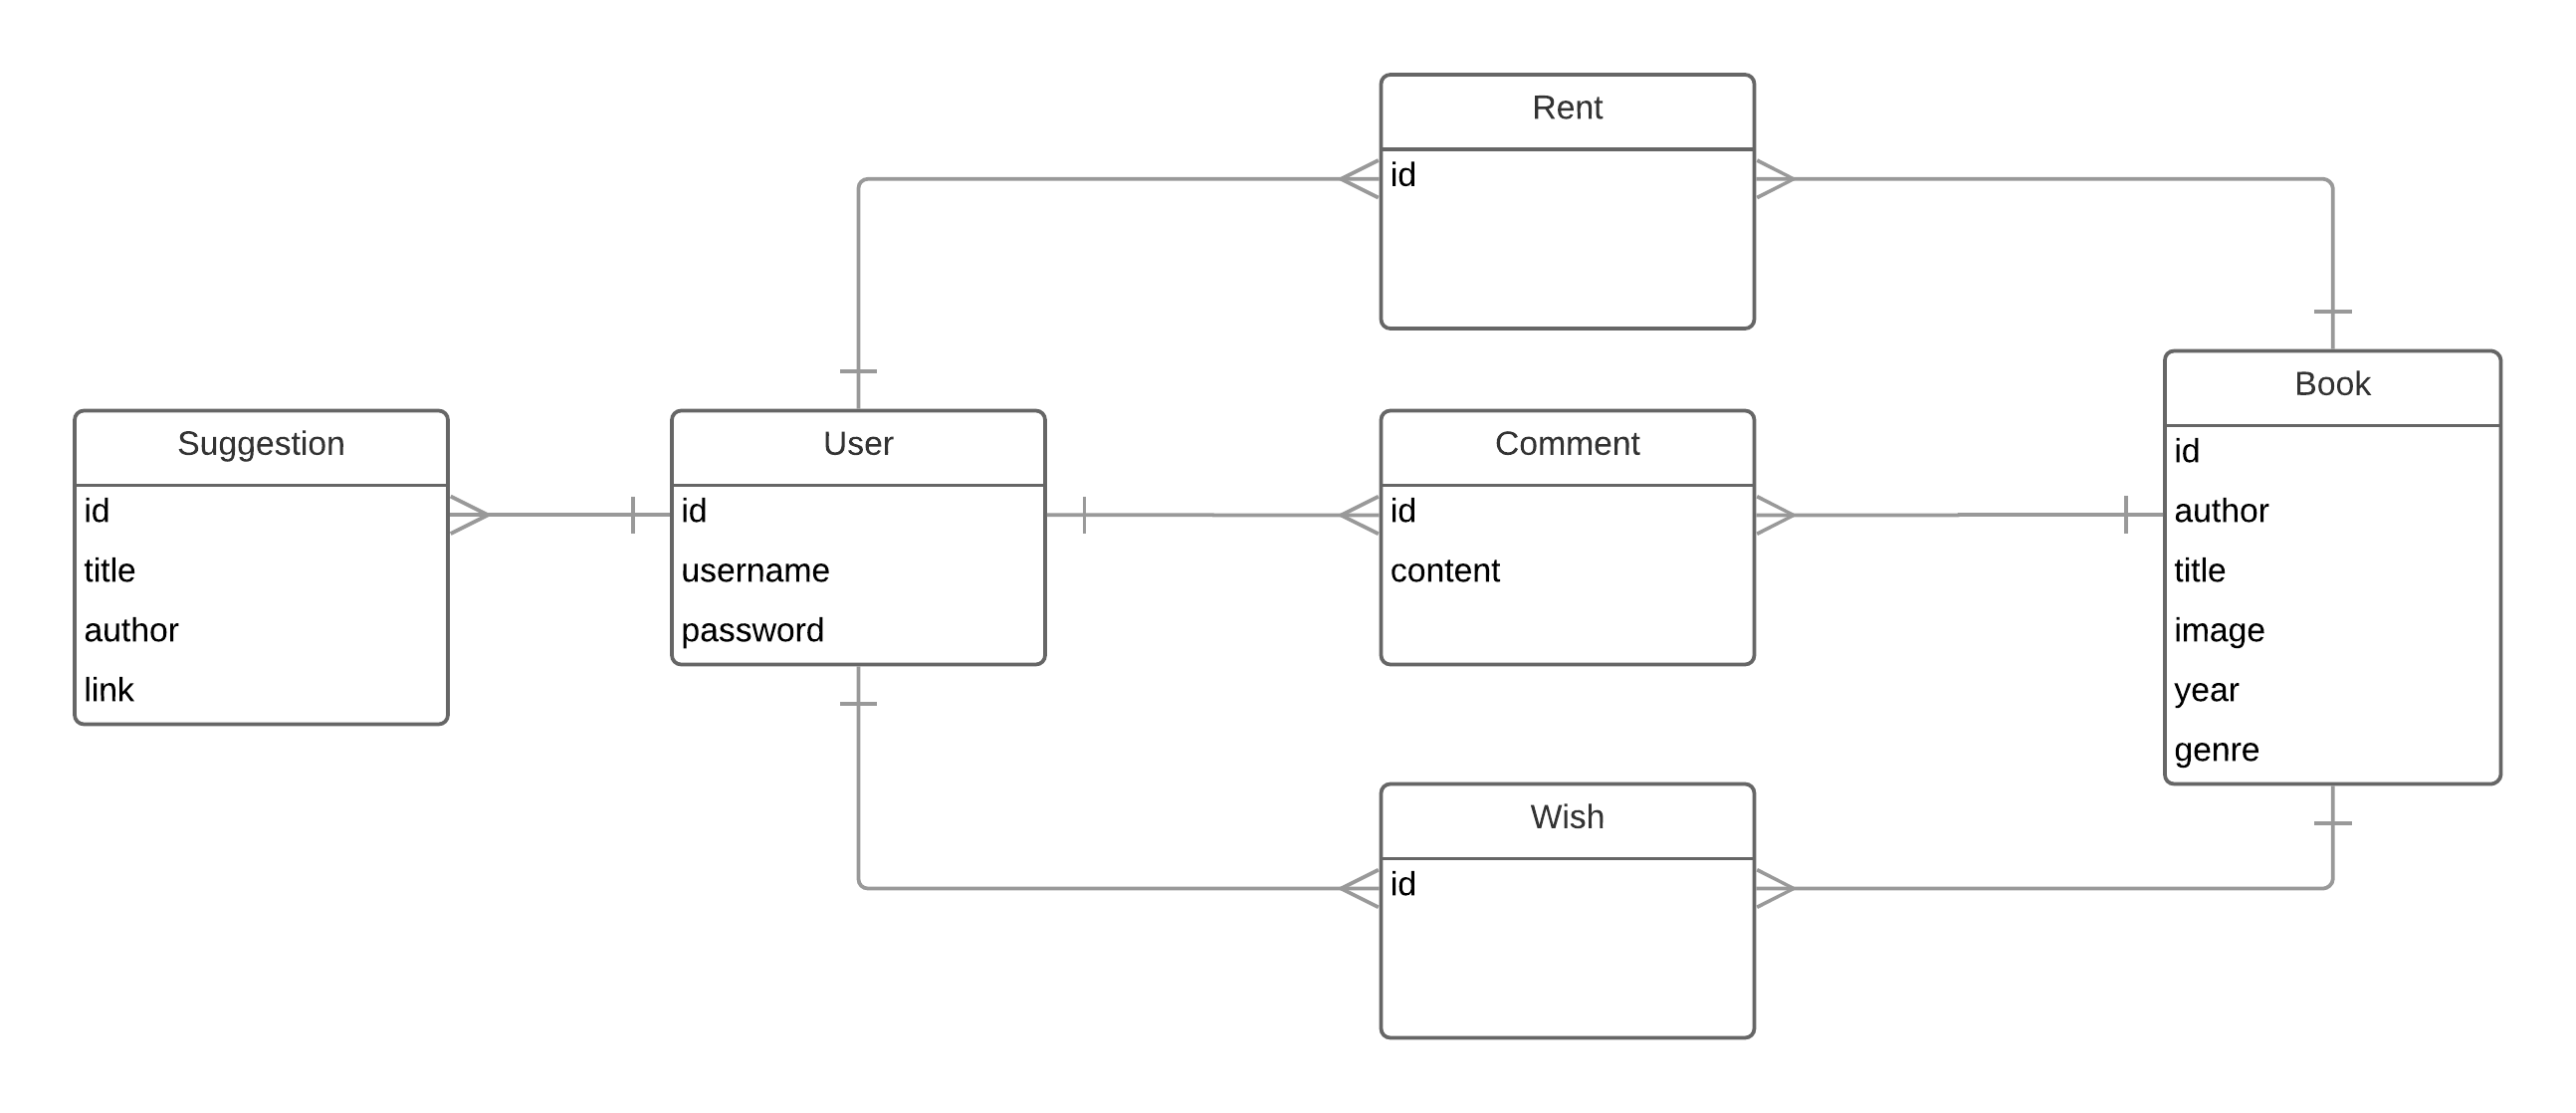 Rent
id
Suggestion
id
title
author
link
User
id
username
password
Comment
id
content
Book
id
author
title
image
year
genre
Wish
id